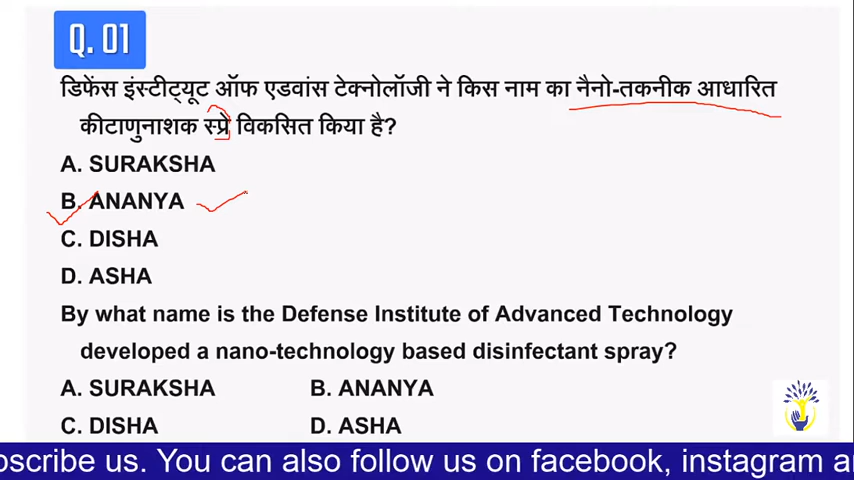 Q. 01
डिफेंस इंस्टीट्यूट ऑफ एडवांस टेक्नोलॉजी ने किस नाम का नैनो-तकनीक आधारित
कीटाणुनाशक स्प्रे विकसित किया है?
A. SURAKSHA
B. ANANYA
C. DISHA
D. ASHA
By what name is the Defense Institute of Advanced Technology
developed a nano-technology based disinfectant spray?
A. SURAKSHA B. ANANYA
C. DISHA D. ASHA
us. You can also follow us on facebook, instagram